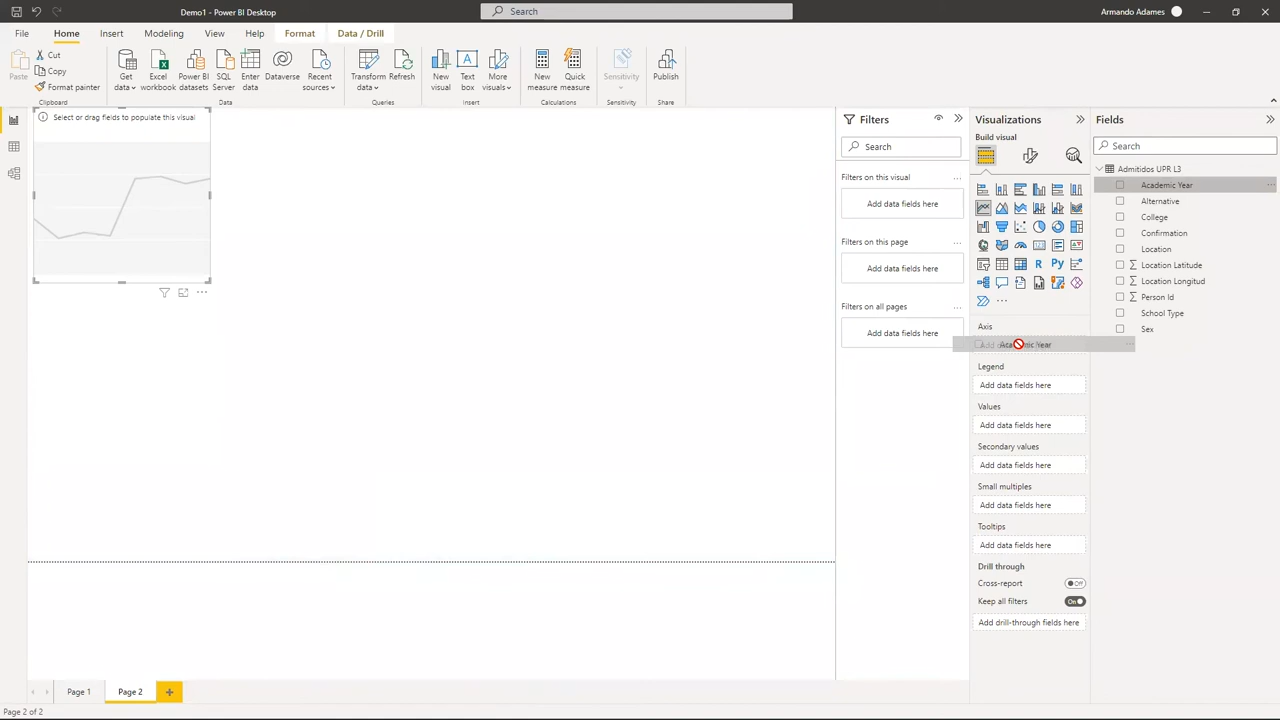 Demo1 - Power BI Desktop
Search
Armando Adames
File
Home
Insert
Modeling
View
Help
Format
Data / Drill
Paste
Cut
Copy
Format painter
Clipboard
Get data
Excel workbook
Power BI datasets
SQL Server
Enter data
Dataverse
Recent sources
Data
Transform data
Refresh
Queries
New visual
Text box
More visuals
Insert
New measure
Quick measure
Calculations
Sensitivity
Sensitivity
Publish
Share
Select or drag fields to populate this visual
Filters
Search
Filters on this visual
Add data fields here
Filters on this page
Add data fields here
Filters on all pages
Add data fields here
Visualizations
Build visual
R
Py
Axis
Academic Year
Legend
Add data fields here
Values
Add data fields here
Secondary values
Add data fields here
Small multiples
Add data fields here
Tooltips
Add data fields here
Drill through
Cross-report
Off
Keep all filters
On
Add drill-through fields here
Fields
Search
Admitidos UPR L3
Academic Year
Alternative
College
Confirmation
Location
Location Latitude
Location Longitud
Person Id
School Type
Sex
Page 1
Page 2
Page 2 of 2